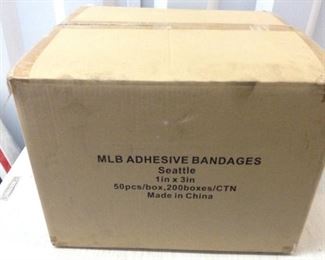 MLB ADHESIVE BANDAGES
Seattle
1in x 3in
50pcs/box,200boxes/CTN
Made in China